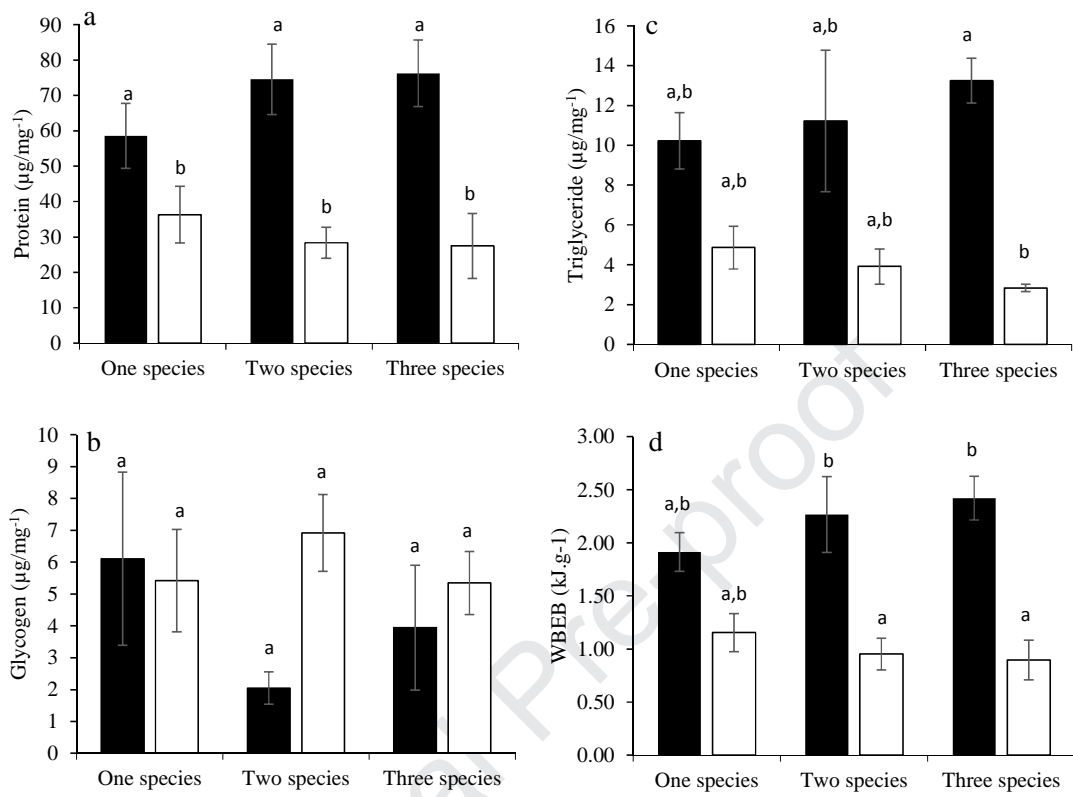 a
Protein (µg/mg⁻¹)
90
80
70
60
50
40
30
20
10
0
a
b
a
b
a
b
One species
Two species
Three species
c
Triglyceride (µg/mg⁻¹)
16
14
12
10
8
6
4
2
0
a,b
a,b
a,b
a,b
a
b
One species
Two species
Three species
b
Glycogen (µg/mg⁻¹)
10
9
8
7
6
5
4
3
2
1
0
a
a
a
a
a
a
One species
Two species
Three species
d
WBEB (kJ.g-1)
3.00
2.50
2.00
1.50
1.00
0.50
0.00
a,b
a,b
b
a
b
a
One species
Two species
Three species
al Pre-proof